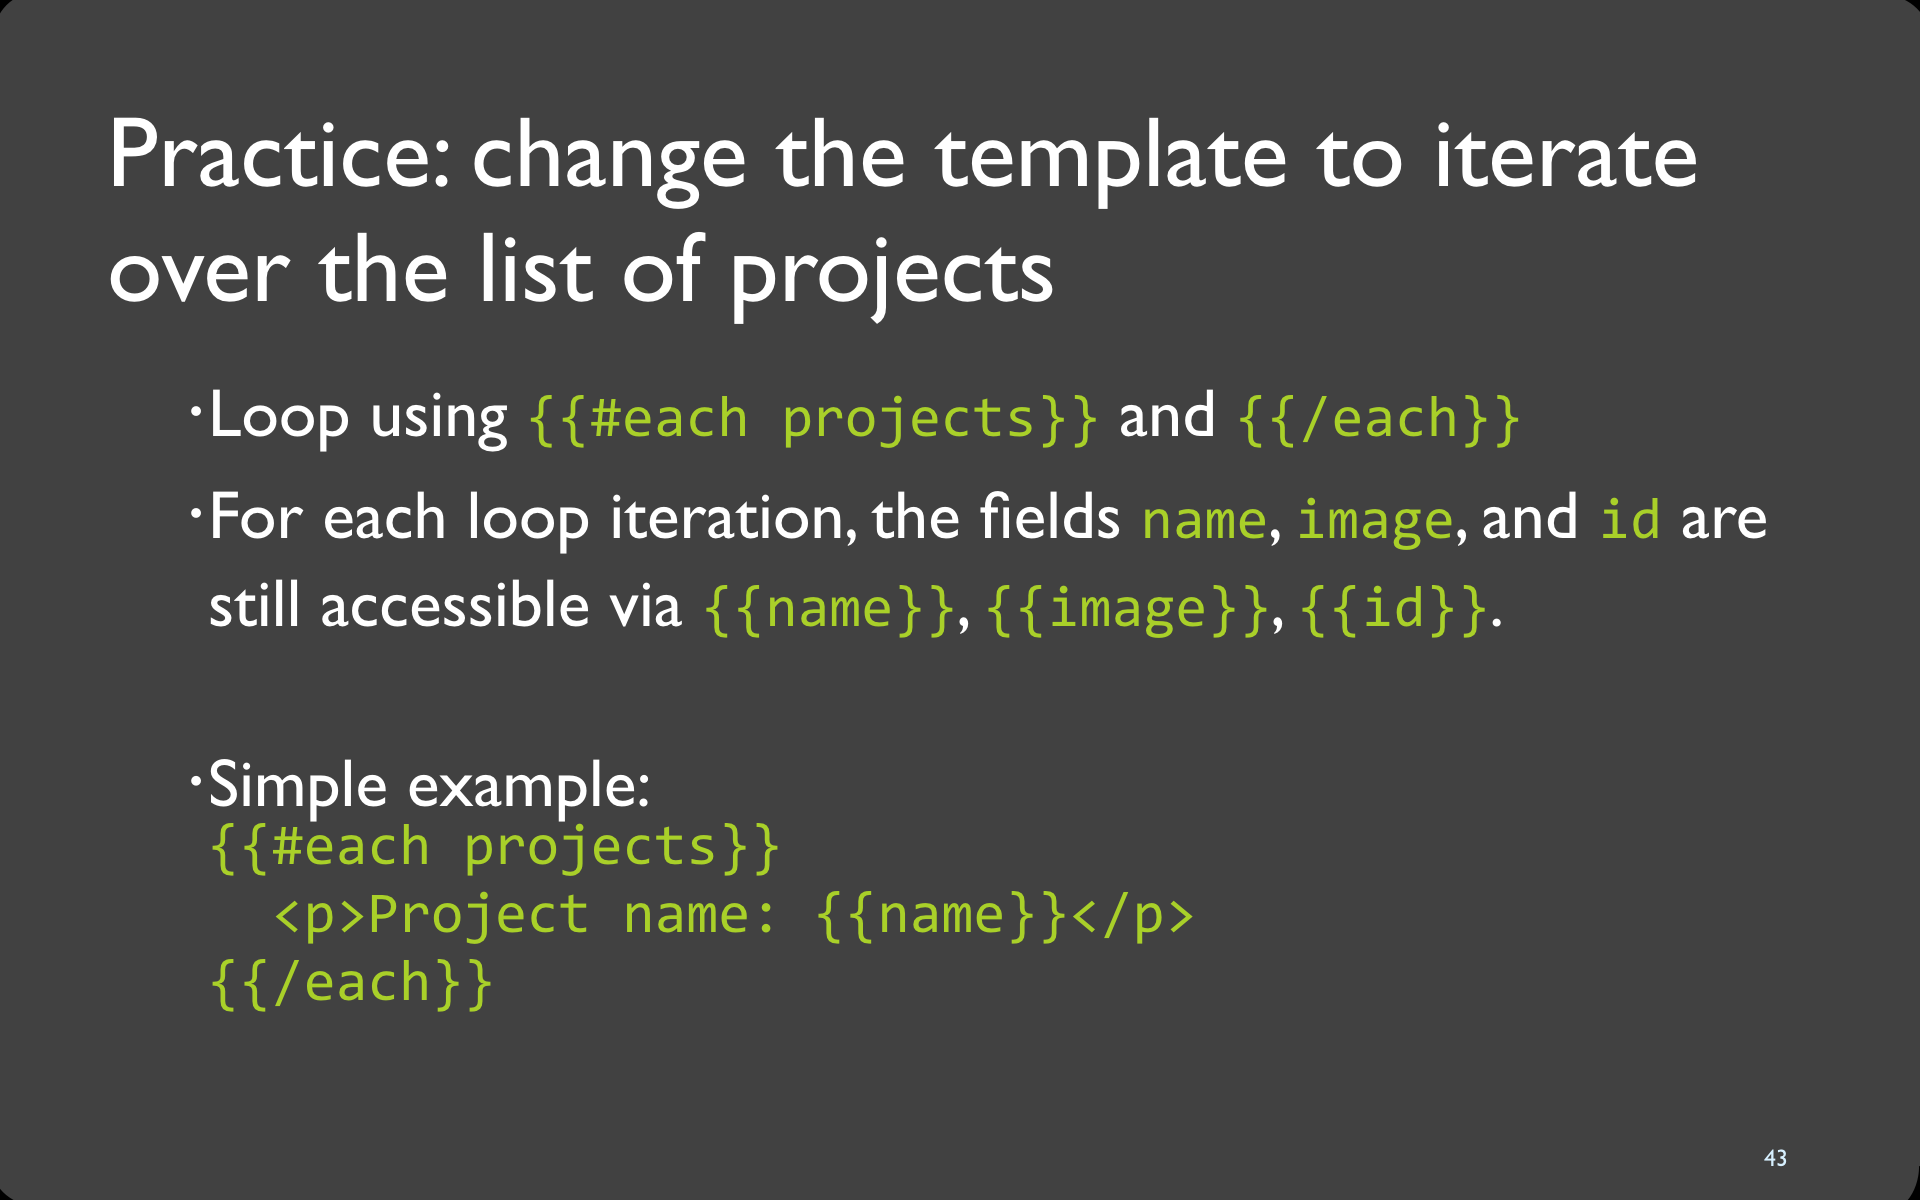 Practice: change the template to iterate
over the list of projects
·Loop using {{#each projects}} and {{/each}}
·For each loop iteration, the fields name, image, and id are
still accessible via {{name}}, {{image}}, {{id}}.
·Simple example:
{{#each projects}}
  <p>Project name: {{name}}</p>
{{/each}}
43